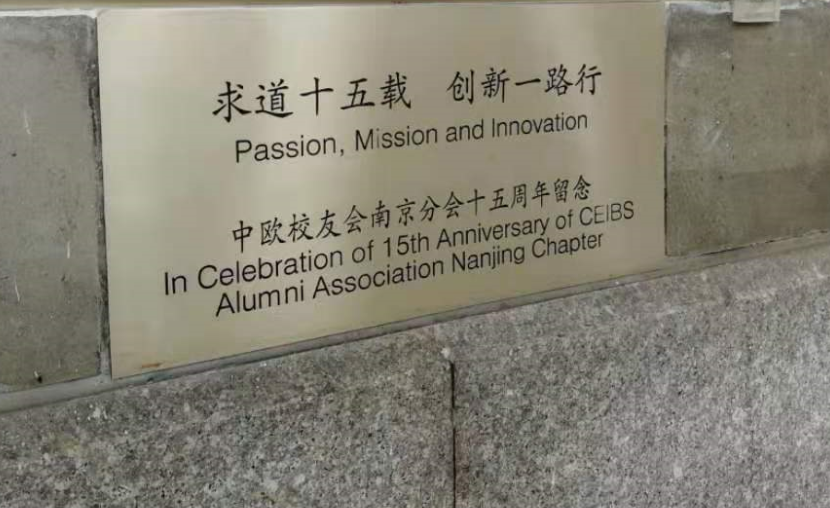 求道十五载 创新一路行
Passion, Mission and Innovation
中欧校友会南京分会十五周年留念
In Celebration of 15th Anniversary of CEIBS
Alumni Association Nanjing Chapter